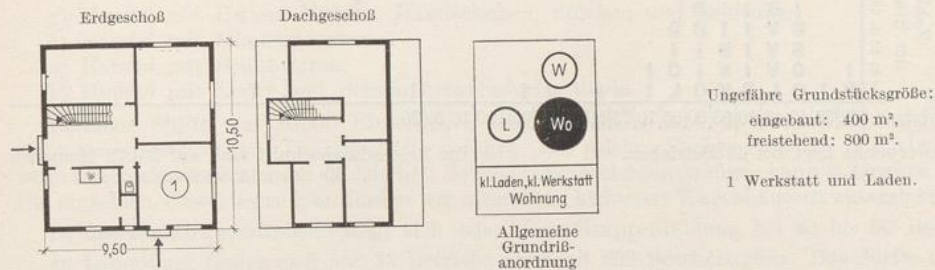 Erdgeschoß
Dachgeschoß
10,50
1
9,50
W
L
Wo
kl.Laden,kl.Werkstatt
Wohnung
Allgemeine
Grundriß-
anordnung
Ungefähre Grundstücksgröße:
eingebaut: 400 m²,
freistehend: 800 m².
1 Werkstatt und Laden.